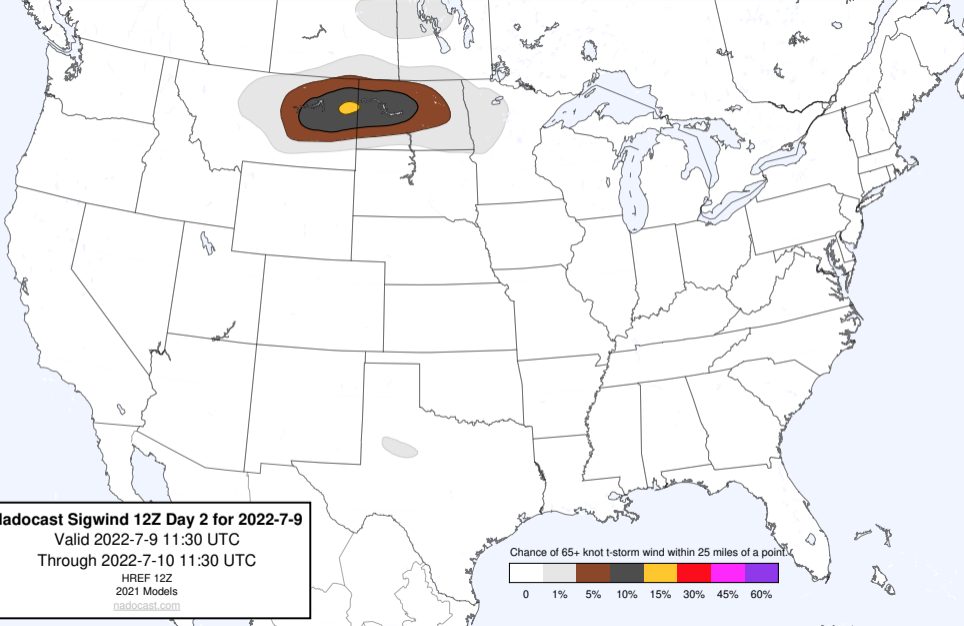 Nadocast Sigwind 12Z Day 2 for 2022-7-9
Valid 2022-7-9 11:30 UTC
Through 2022-7-10 11:30 UTC
HREF 12Z
2021 Models
nadocast.com
Chance of 65+ knot t-storm wind within 25 miles of a point.
0 1% 5% 10% 15% 30% 45% 60%